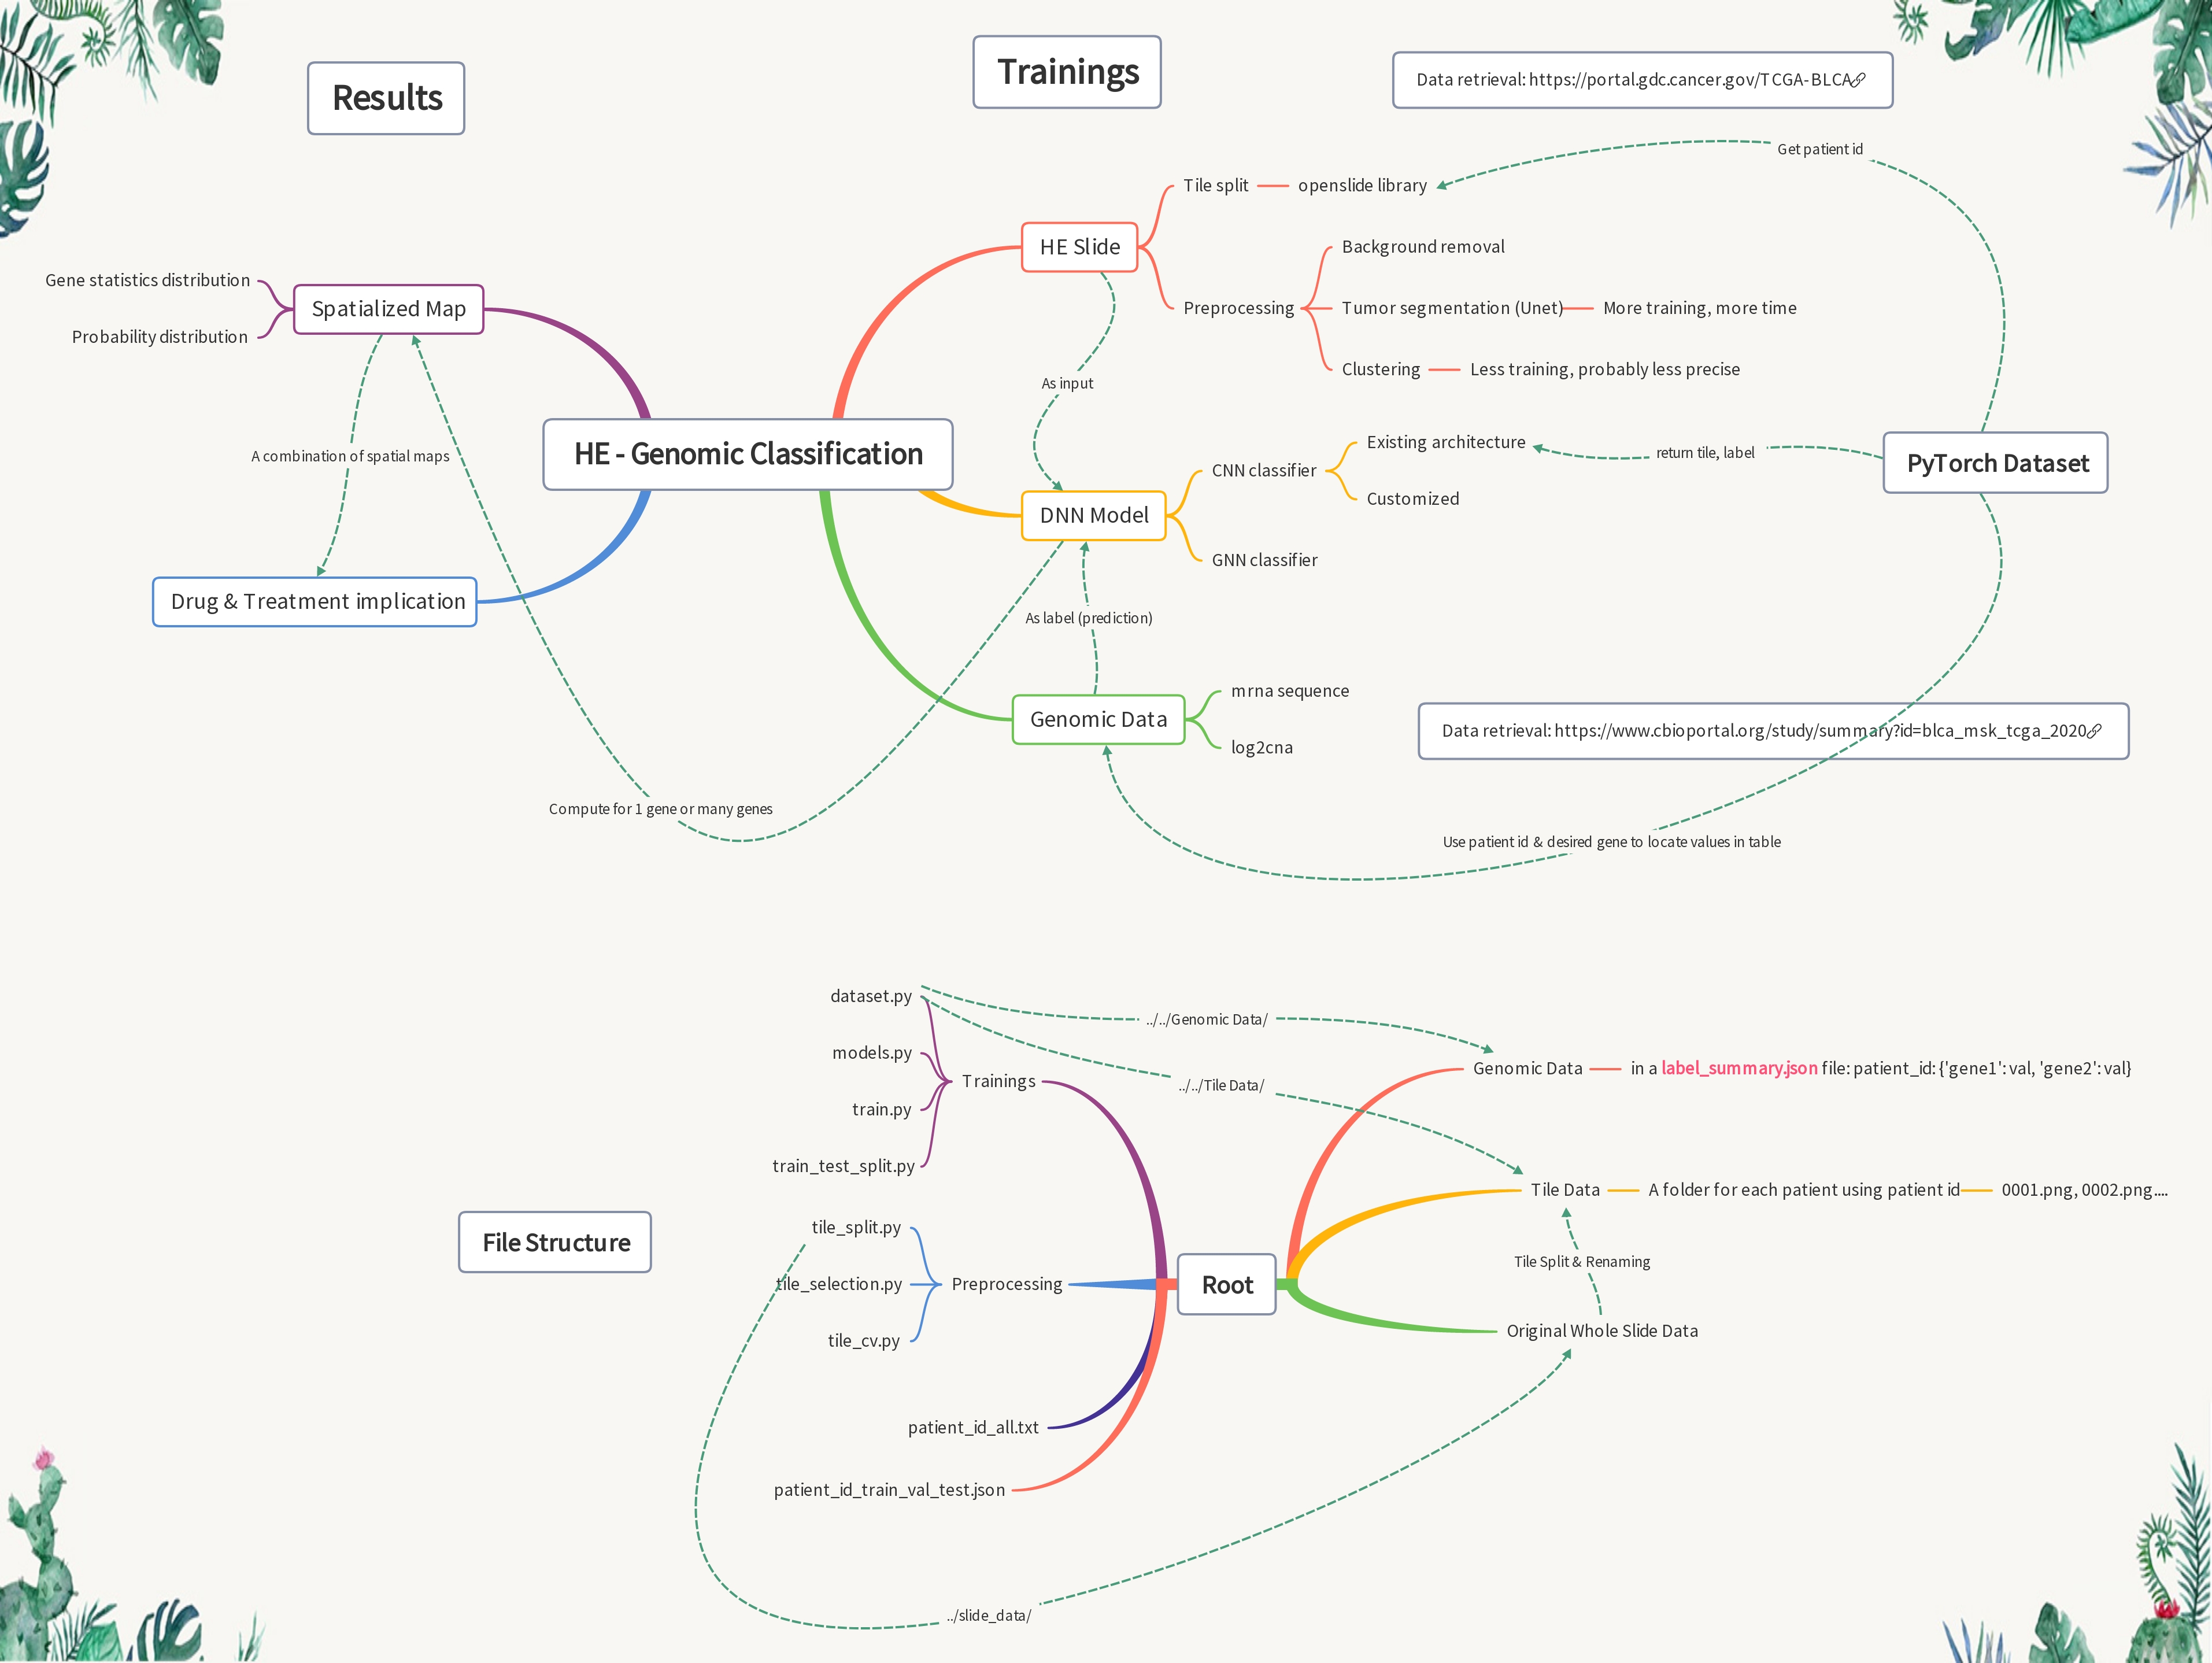 Results
Trainings
Data retrieval: https://portal.gdc.cancer.gov/TCGA-BLCA
Get patient id
Tile split
openslide library
HE Slide
Background removal
Preprocessing
Tumor segmentation (Unet)
More training, more time
Clustering
Less training, probably less precise
Gene statistics distribution
Spatialized Map
Probability distribution
As input
A combination of spatial maps
HE - Genomic Classification
Existing architecture
return tile, label
PyTorch Dataset
CNN classifier
Customized
DNN Model
GNN classifier
Drug & Treatment implication
As label (prediction)
mrna sequence
Genomic Data
log2cna
Data retrieval: https://www.cbioportal.org/study/summary?id=blca_msk_tcga_2020
Compute for 1 gene or many genes
Use patient id & desired gene to locate values in table
dataset.py
../../Genomic Data/
models.py
Trainings
../../Tile Data/
train.py
train_test_split.py
Genomic Data
in a label_summary.json file: patient_id: {'gene1': val, 'gene2': val}
Tile Data
A folder for each patient using patient id
0001.png, 0002.png....
File Structure
tile_split.py
tile_selection.py
Preprocessing
tile_cv.py
Root
Tile Split & Renaming
Original Whole Slide Data
patient_id_all.txt
patient_id_train_val_test.json
../slide_data/